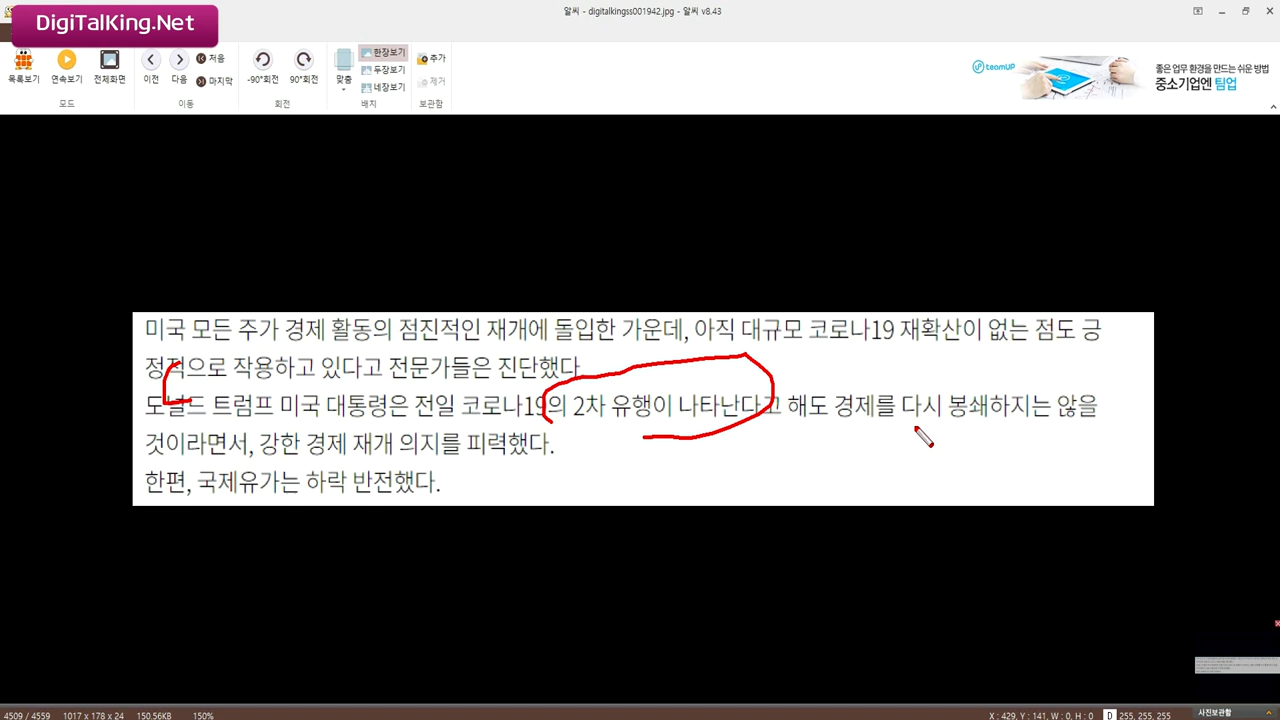 DigiTalKing.Net
알씨 - digitalkingss001942.jpg - 알씨 v8.43
목록보기 연속보기 전체화면 이전 다음 처음 마지막 -90°회전 90°회전 맞춤 한장보기 두장보기 네장보기 추가 제거
모드 이동 회전 배치 보관함
teamUP
좋은 업무 환경을 만드는 쉬운 방법
중소기업엔 팀업
미국 모든 주가 경제 활동의 점진적인 재개에 돌입한 가운데, 아직 대규모 코로나19 재확산이 없는 점도 긍
정적으로 작용하고 있다고 전문가들은 진단했다
도널드 트럼프 미국 대통령은 전일 코로나19의 2차 유행이 나타난다고 해도 경제를 다시 봉쇄하지는 않을
것이라면서, 강한 경제 재개 의지를 피력했다.
한편, 국제유가는 하락 반전했다.
4509 / 4559 1017 x 178 x 24 150.56KB 150% X : 429, Y : 141, W : 0, H : 0 D 255, 255, 255 사진보관함